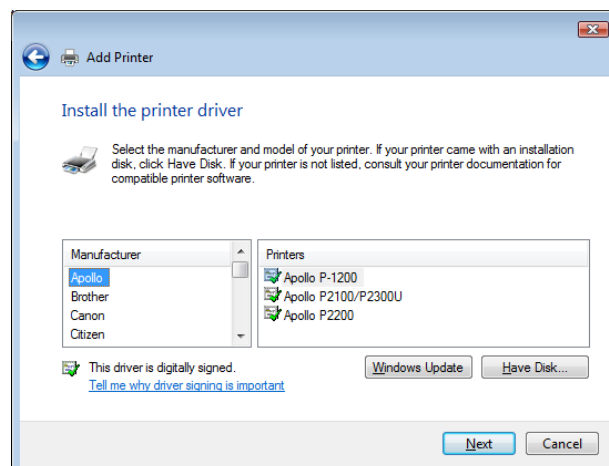 Add Printer
Install the printer driver
Select the manufacturer and model of your printer. If your printer came with an installation
disk, click Have Disk. If your printer is not listed, consult your printer documentation for
compatible printer software.
Manufacturer
Apollo
Brother
Canon
Citizen
Printers
Apollo P-1200
Apollo P2100/P2300U
Apollo P2200
This driver is digitally signed.
Tell me why driver signing is important
Windows Update
Have Disk...
Next
Cancel